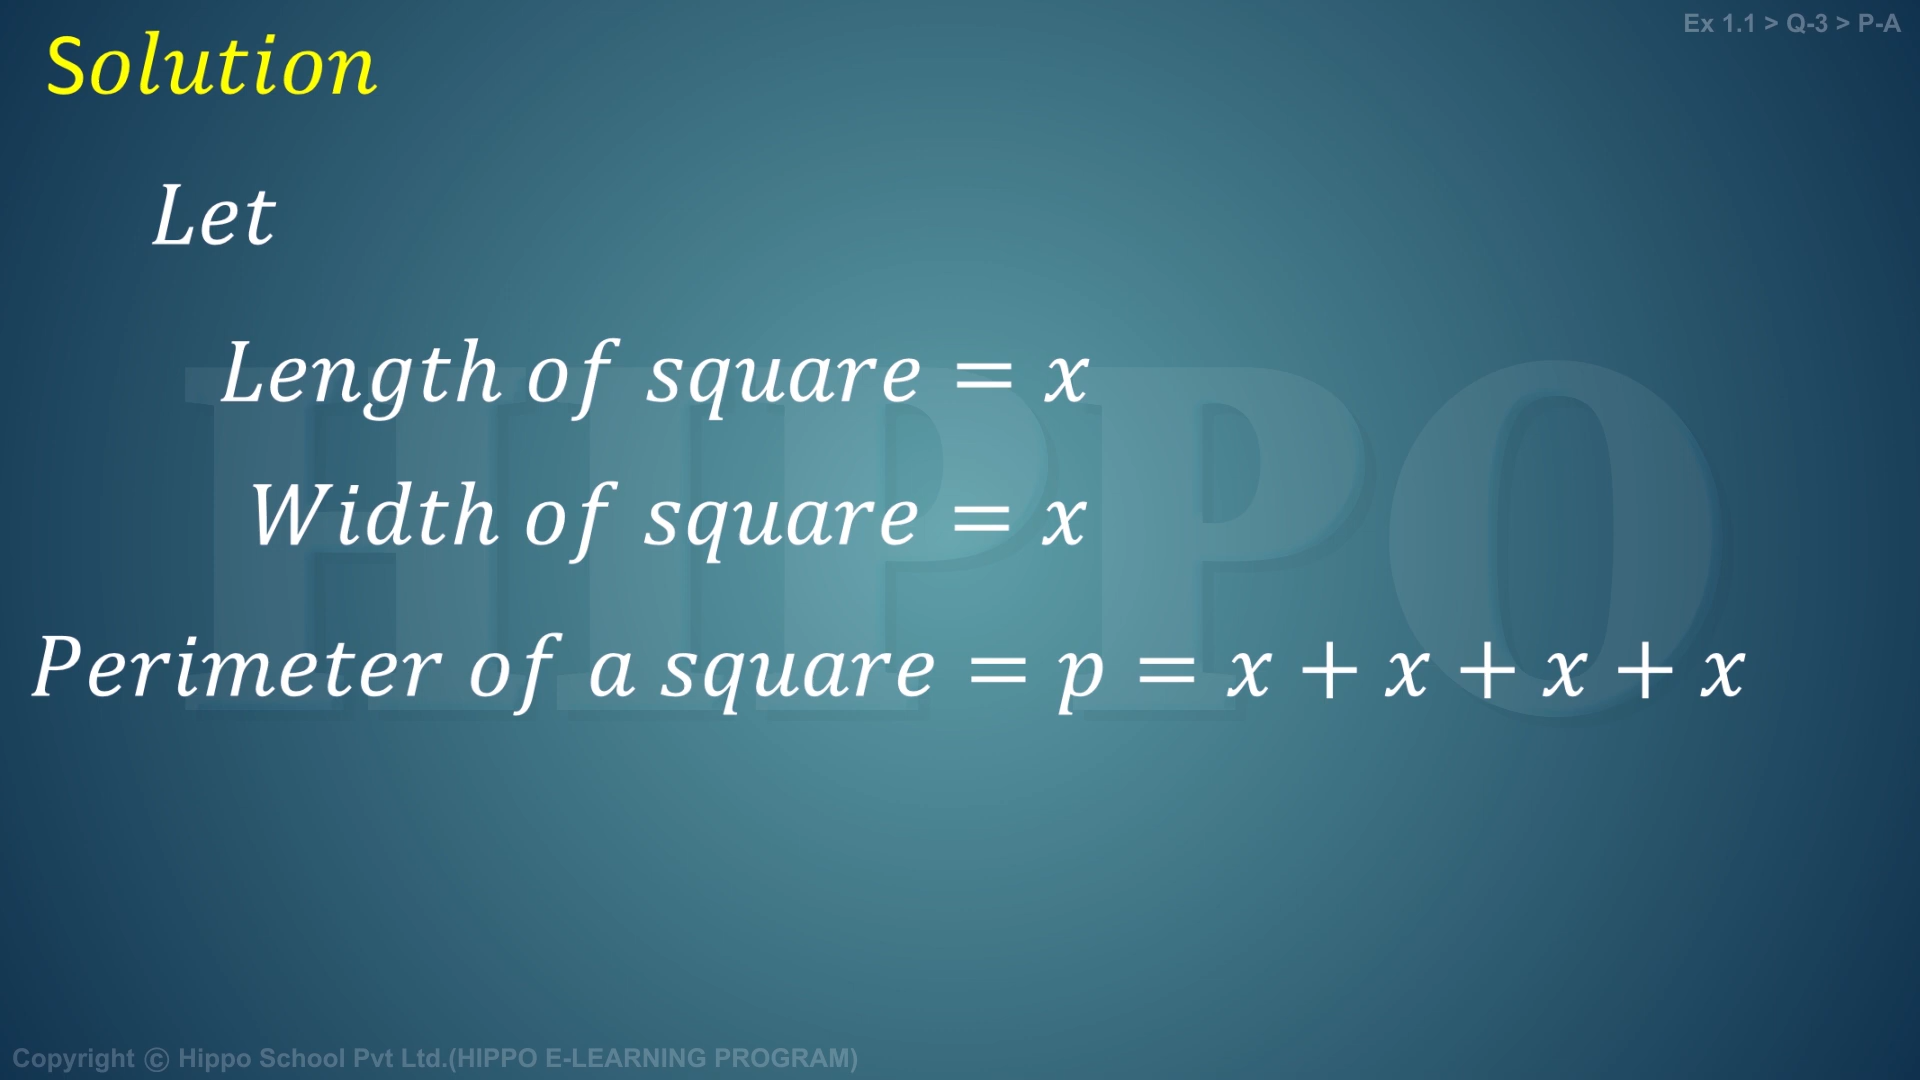 Ex 1.1 > Q-3 > P-A
Solution
Let
Length of square = x
Width of square = x
Perimeter of a square = p = x + x + x + x
HIPPO
Copyright © Hippo School Pvt Ltd.(HIPPO E-LEARNING PROGRAM)